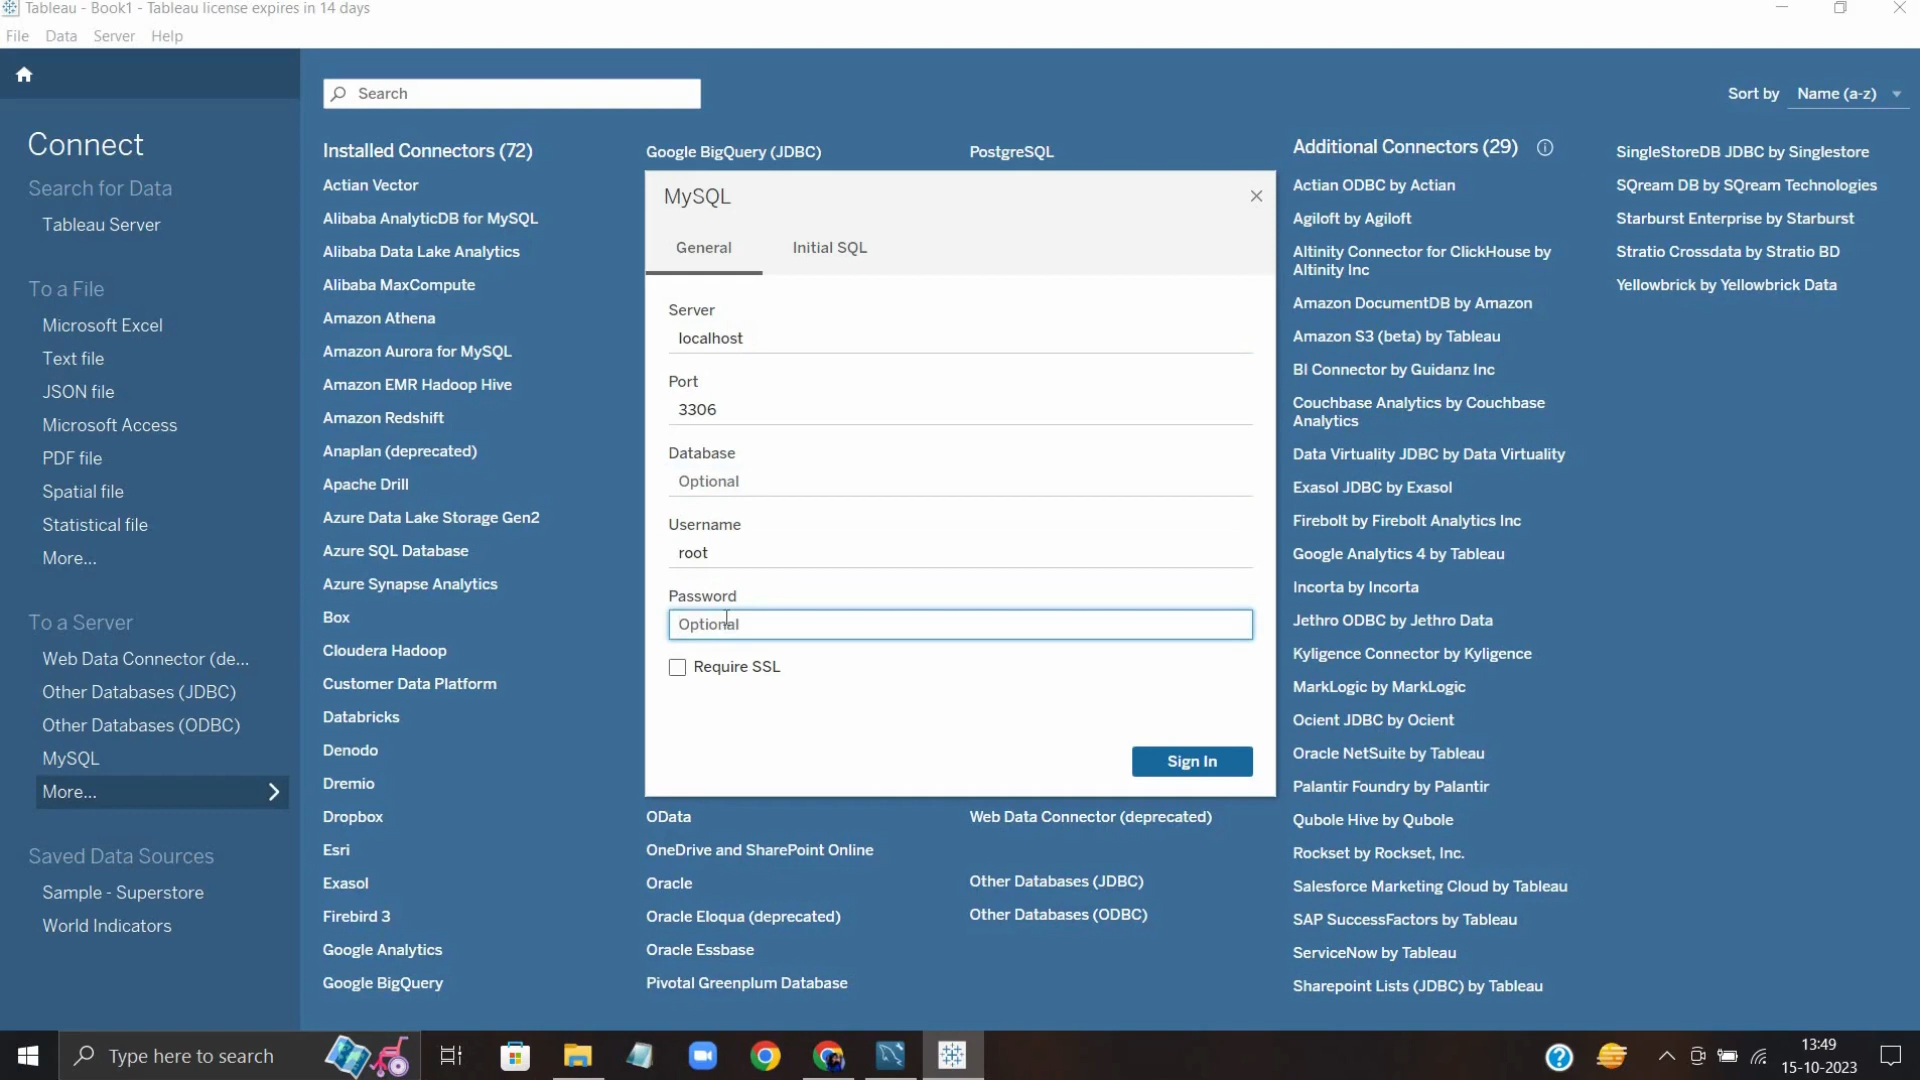 Tableau - Book1 - Tableau license expires in 14 days
File Data Server Help
Connect
Search for Data
Tableau Server
To a File
Microsoft Excel
Text file
JSON file
Microsoft Access
PDF file
Spatial file
Statistical file
More...
To a Server
Web Data Connector (de...
Other Databases (JDBC)
Other Databases (ODBC)
MySQL
More...
Saved Data Sources
Sample - Superstore
World Indicators
Search
Sort by Name (a-z)
Installed Connectors (72)
Actian Vector
Alibaba AnalyticDB for MySQL
Alibaba Data Lake Analytics
Alibaba MaxCompute
Amazon Athena
Amazon Aurora for MySQL
Amazon EMR Hadoop Hive
Amazon Redshift
Anaplan (deprecated)
Apache Drill
Azure Data Lake Storage Gen2
Azure SQL Database
Azure Synapse Analytics
Box
Cloudera Hadoop
Customer Data Platform
Databricks
Denodo
Dremio
Dropbox
Esri
Exasol
Firebird 3
Google Analytics
Google BigQuery
Google BigQuery (JDBC)
PostgreSQL
MySQL
General Initial SQL
Server
localhost
Port
3306
Database
Optional
Username
root
Password
Optional
Require SSL
Sign In
OData
OneDrive and SharePoint Online
Oracle
Oracle Eloqua (deprecated)
Oracle Essbase
Pivotal Greenplum Database
Web Data Connector (deprecated)
Other Databases (JDBC)
Other Databases (ODBC)
Additional Connectors (29)
Actian ODBC by Actian
Agiloft by Agiloft
Altinity Connector for ClickHouse by
Altinity Inc
Amazon DocumentDB by Amazon
Amazon S3 (beta) by Tableau
BI Connector by Guidanz Inc
Couchbase Analytics by Couchbase
Analytics
Data Virtuality JDBC by Data Virtuality
Exasol JDBC by Exasol
Firebolt by Firebolt Analytics Inc
Google Analytics 4 by Tableau
Incorta by Incorta
Jethro ODBC by Jethro Data
Kyligence Connector by Kyligence
MarkLogic by MarkLogic
Ocient JDBC by Ocient
Oracle NetSuite by Tableau
Palantir Foundry by Palantir
Qubole Hive by Qubole
Rockset by Rockset, Inc.
Salesforce Marketing Cloud by Tableau
SAP SuccessFactors by Tableau
ServiceNow by Tableau
Sharepoint Lists (JDBC) by Tableau
SingleStoreDB JDBC by Singlestore
SQream DB by SQream Technologies
Starburst Enterprise by Starburst
Stratio Crossdata by Stratio BD
Yellowbrick by Yellowbrick Data
Type here to search
13:49
15-10-2023